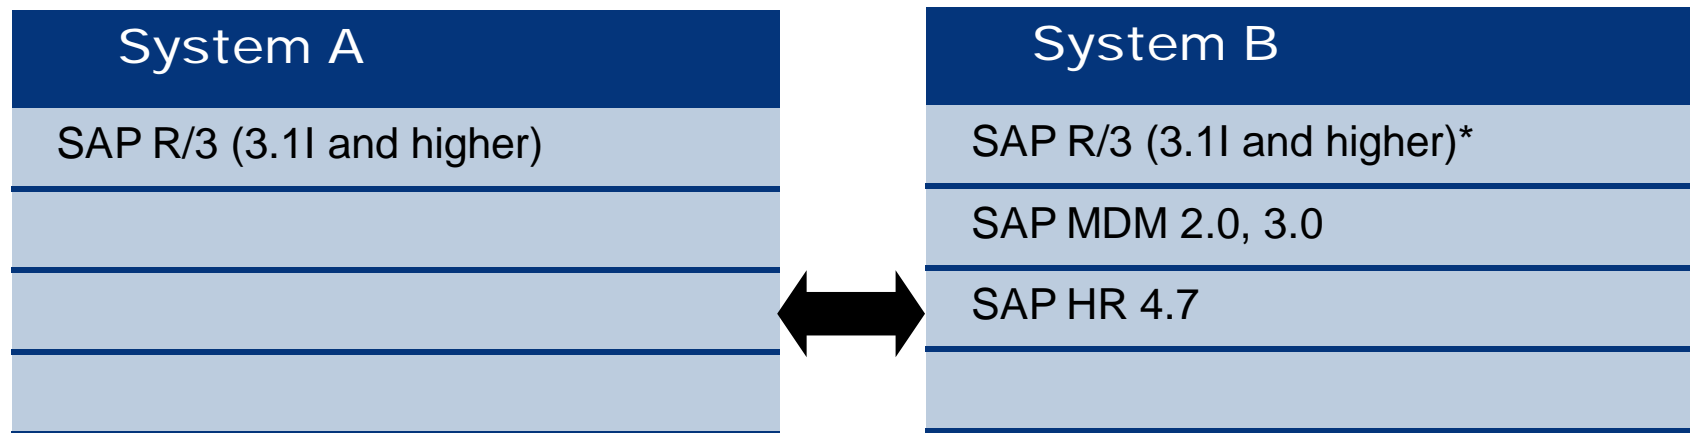 System A
SAP R/3 (3.1I and higher)
System B
SAP R/3 (3.1I and higher)*
SAP MDM 2.0, 3.0
SAP HR 4.7